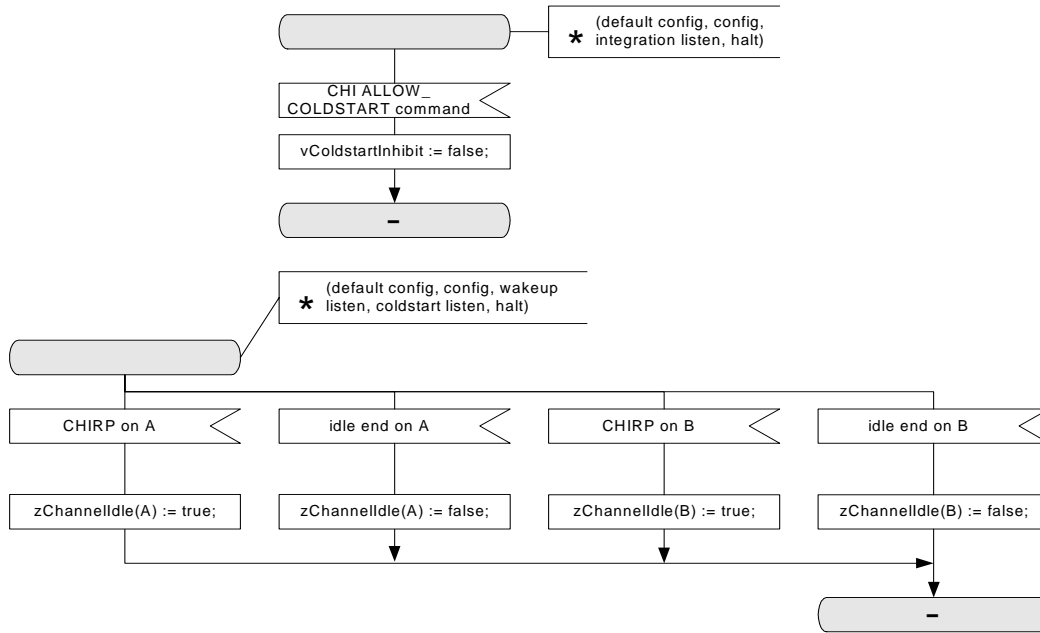 * (default config, config,
integration listen, halt)
CHI ALLOW_
COLDSTART command
vColdstartInhibit := false;
–
* (default config, config, wakeup
listen, coldstart listen, halt)
CHIRP on A
idle end on A
CHIRP on B
idle end on B
zChannelIdle(A) := true;
zChannelIdle(A) := false;
zChannelIdle(B) := true;
zChannelIdle(B) := false;
–